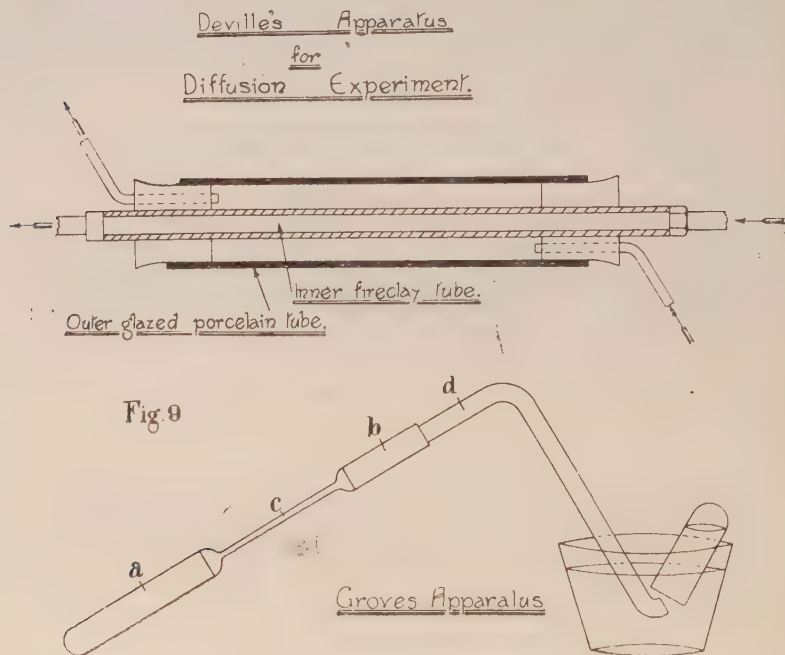 Deville's Apparatus
for
Diffusion Experiment.
Inner fireclay tube.
Outer glazed porcelain tube.
Fig.9
d
b
c
a
Groves Apparatus